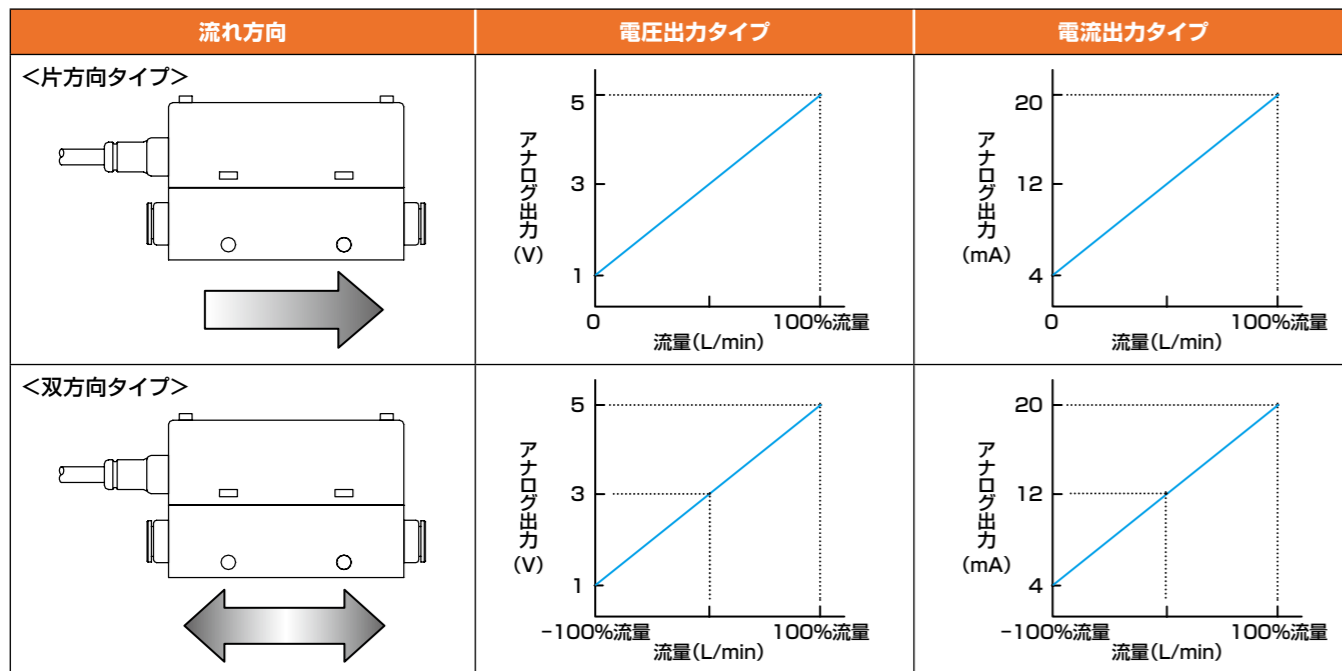 流れ方向
電圧出力タイプ
電流出力タイプ
＜片方向タイプ＞
アナログ出力
(V)
5
3
1
0
100%流量
流量(L/min)
アナログ出力
(mA)
20
12
4
0
100%流量
流量(L/min)
＜双方向タイプ＞
アナログ出力
(V)
5
3
1
−100%流量
100%流量
流量(L/min)
アナログ出力
(mA)
20
12
4
−100%流量
100%流量
流量(L/min)